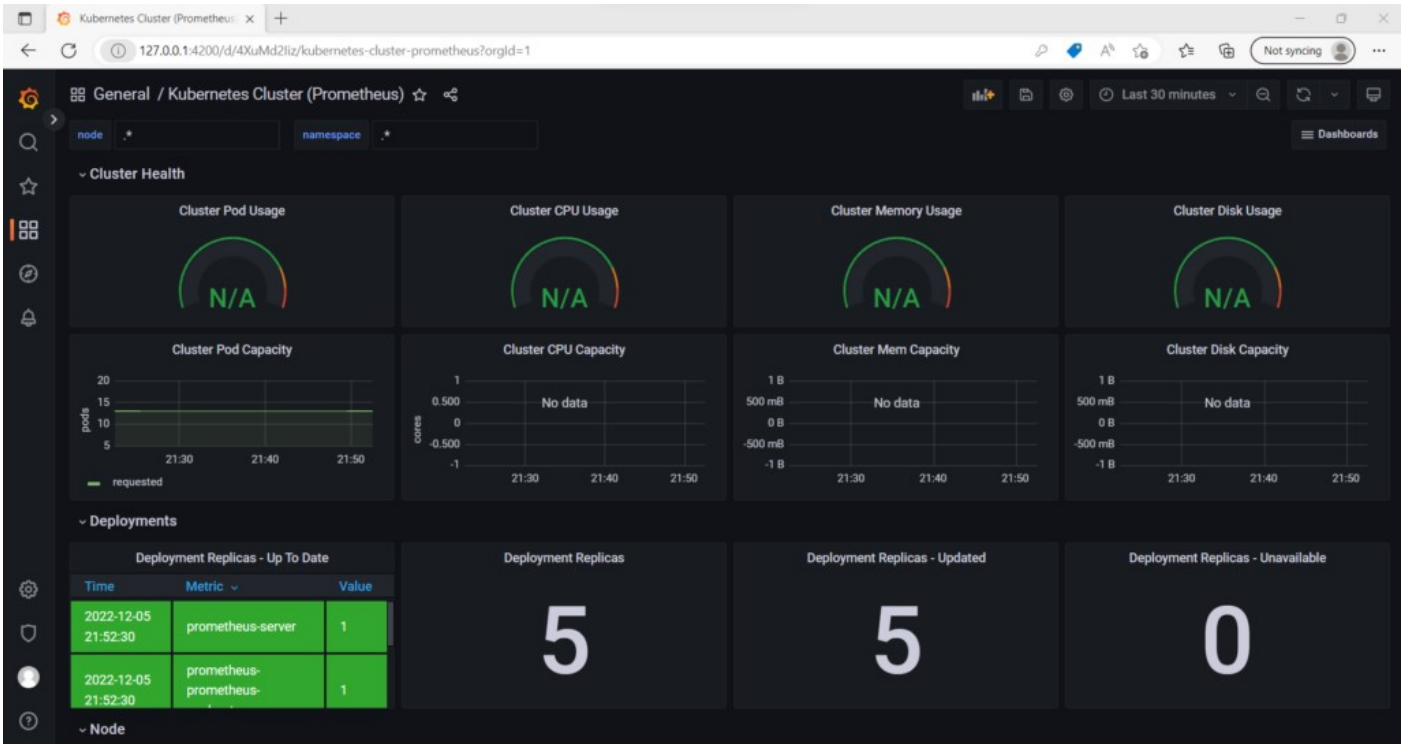 Kubernetes Cluster (Prometheus
127.0.0.1:4200/d/4XuMd2Iiz/kubernetes-cluster-prometheus?orgId=1
Not syncing
General / Kubernetes Cluster (Prometheus)
Last 30 minutes
node .* namespace .*
Dashboards
Cluster Health
Cluster Pod Usage
N/A
Cluster CPU Usage
N/A
Cluster Memory Usage
N/A
Cluster Disk Usage
N/A
Cluster Pod Capacity
pods
20
15
10
5
21:30 21:40 21:50
requested
Cluster CPU Capacity
cores
1
0.500
0
-0.500
-1
No data
21:30 21:40 21:50
Cluster Mem Capacity
1 B
500 mB
0 B
-500 mB
-1 B
No data
21:30 21:40 21:50
Cluster Disk Capacity
1 B
500 mB
0 B
-500 mB
-1 B
No data
21:30 21:40 21:50
Deployments
Deployment Replicas - Up To Date
Time Metric Value
2022-12-05
21:52:30
prometheus-server
1
2022-12-05
21:52:30
prometheus-
prometheus-
1
Deployment Replicas
5
Deployment Replicas - Updated
5
Deployment Replicas - Unavailable
0
Node